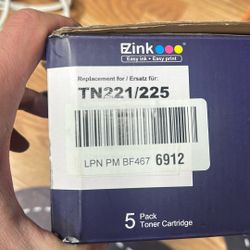 EZink
Easy ink • Easy print
Replacement for / Ersatz für:
TN221/225
LPN PM BF467 6912
5 Pack
Toner Cartridge